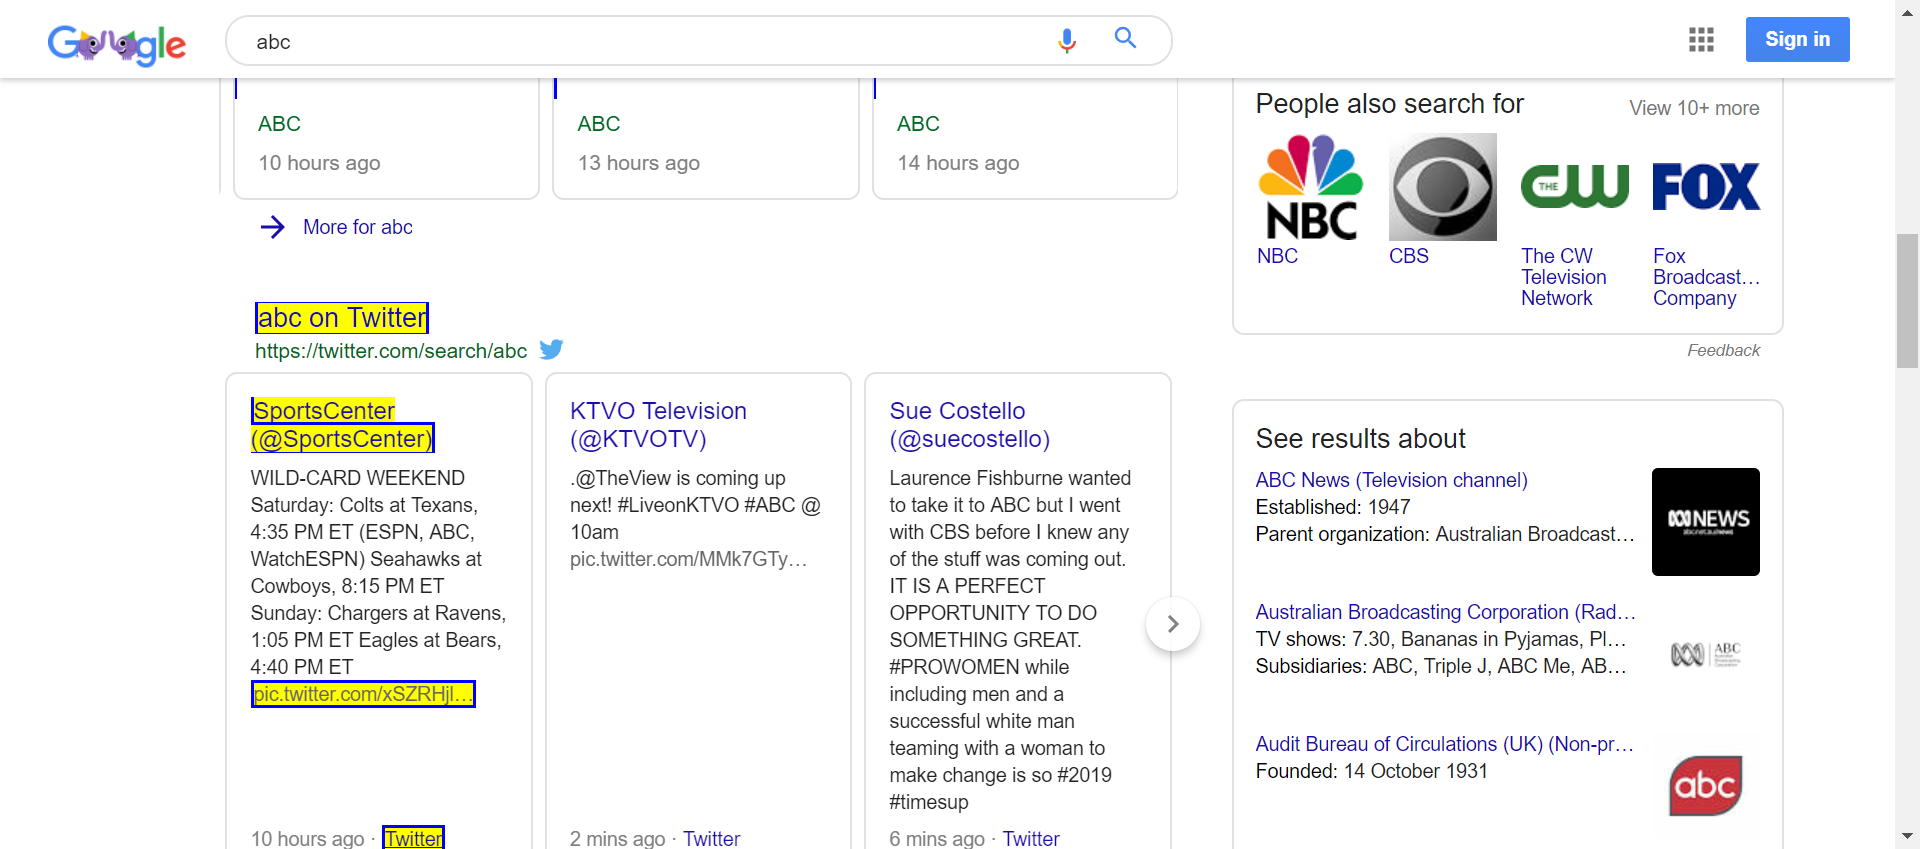 Google
abc
Sign in
ABC
10 hours ago
ABC
13 hours ago
ABC
14 hours ago
More for abc
abc on Twitter
https://twitter.com/search/abc
SportsCenter
(@SportsCenter)
WILD-CARD WEEKEND
Saturday: Colts at Texans,
4:35 PM ET (ESPN, ABC,
WatchESPN) Seahawks at
Cowboys, 8:15 PM ET
Sunday: Chargers at Ravens,
1:05 PM ET Eagles at Bears,
4:40 PM ET
pic.twitter.com/xSZRHjl…
10 hours ago · Twitter
KTVO Television
(@KTVOTV)
.@TheView is coming up
next! #LiveonKTVO #ABC @
10am
pic.twitter.com/MMk7GTy…
2 mins ago · Twitter
Sue Costello
(@suecostello)
Laurence Fishburne wanted
to take it to ABC but I went
with CBS before I knew any
of the stuff was coming out.
IT IS A PERFECT
OPPORTUNITY TO DO
SOMETHING GREAT.
#PROWOMEN while
including men and a
successful white man
teaming with a woman to
make change is so #2019
#timesup
6 mins ago · Twitter
People also search for
View 10+ more
NBC
THE CW
FOX
NBC
CBS
The CW
Television
Network
Fox
Broadcast…
Company
Feedback
See results about
ABC News (Television channel)
Established: 1947
Parent organization: Australian Broadcast…
NEWS
Australian Broadcasting Corporation (Rad…
TV shows: 7.30, Bananas in Pyjamas, Pl…
Subsidiaries: ABC, Triple J, ABC Me, AB…
ABC
Audit Bureau of Circulations (UK) (Non-pr…
Founded: 14 October 1931
abc